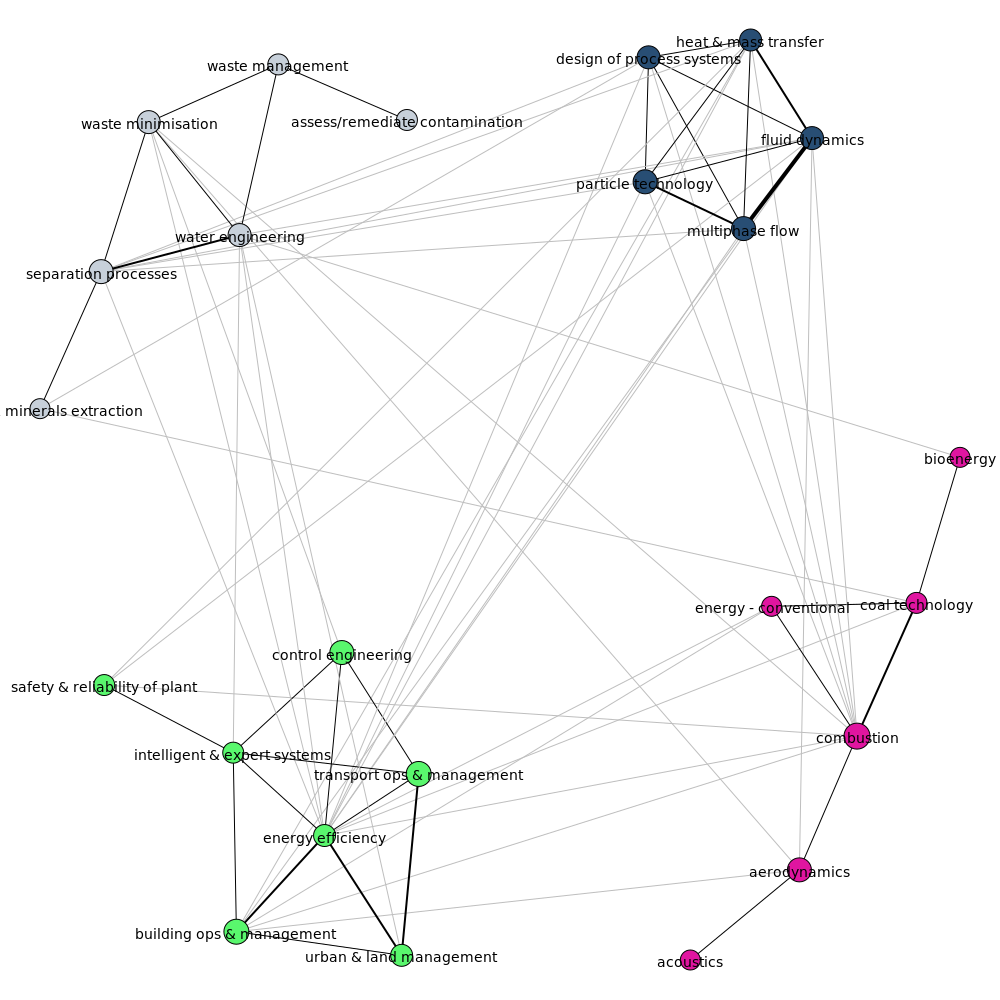 heat & mass transfer
design of process systems
waste management
assess/remediate contamination
waste minimisation
fluid dynamics
particle technology
multiphase flow
water engineering
separation processes
minerals extraction
bioenergy
energy - conventional
coal technology
control engineering
safety & reliability of plant
combustion
intelligent & expert systems
transport ops & management
energy efficiency
aerodynamics
building ops & management
urban & land management
acoustics